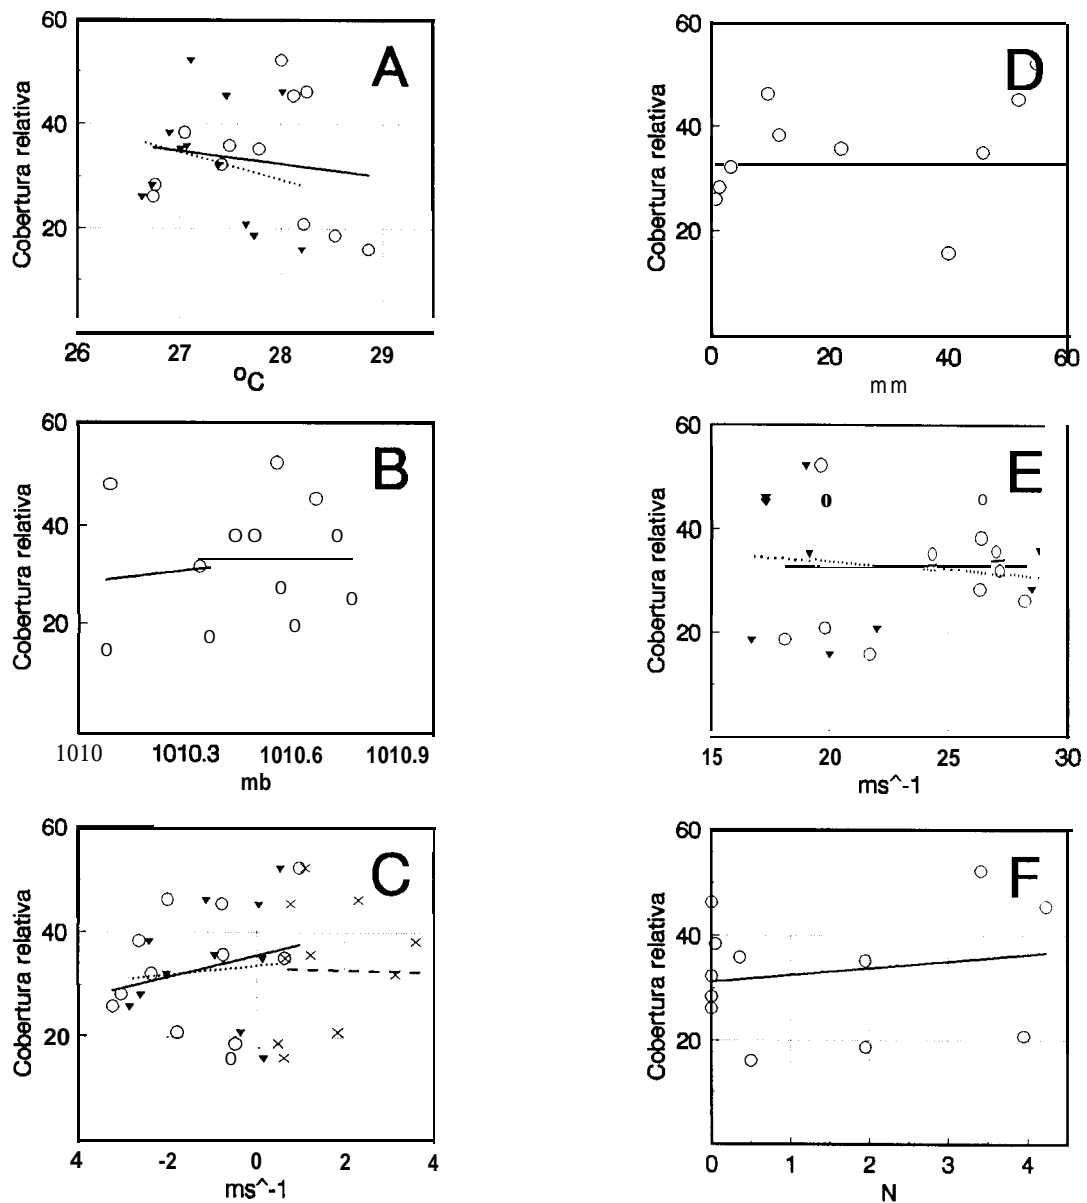 60
40
20
Cobertura relativa
A
26 27 28 29
ºC
60
40
20
Cobertura relativa
D
0 20 40 60
mm
60
40
20
Cobertura relativa
B
1010 1010.3 1010.6 1010.9
mb
60
40
20
Cobertura relativa
E
15 20 25 30
ms^-1
60
40
20
Cobertura relativa
C
4 -2 0 2 4
ms^-1
60
40
20
Cobertura relativa
F
0 1 2 3 4
N